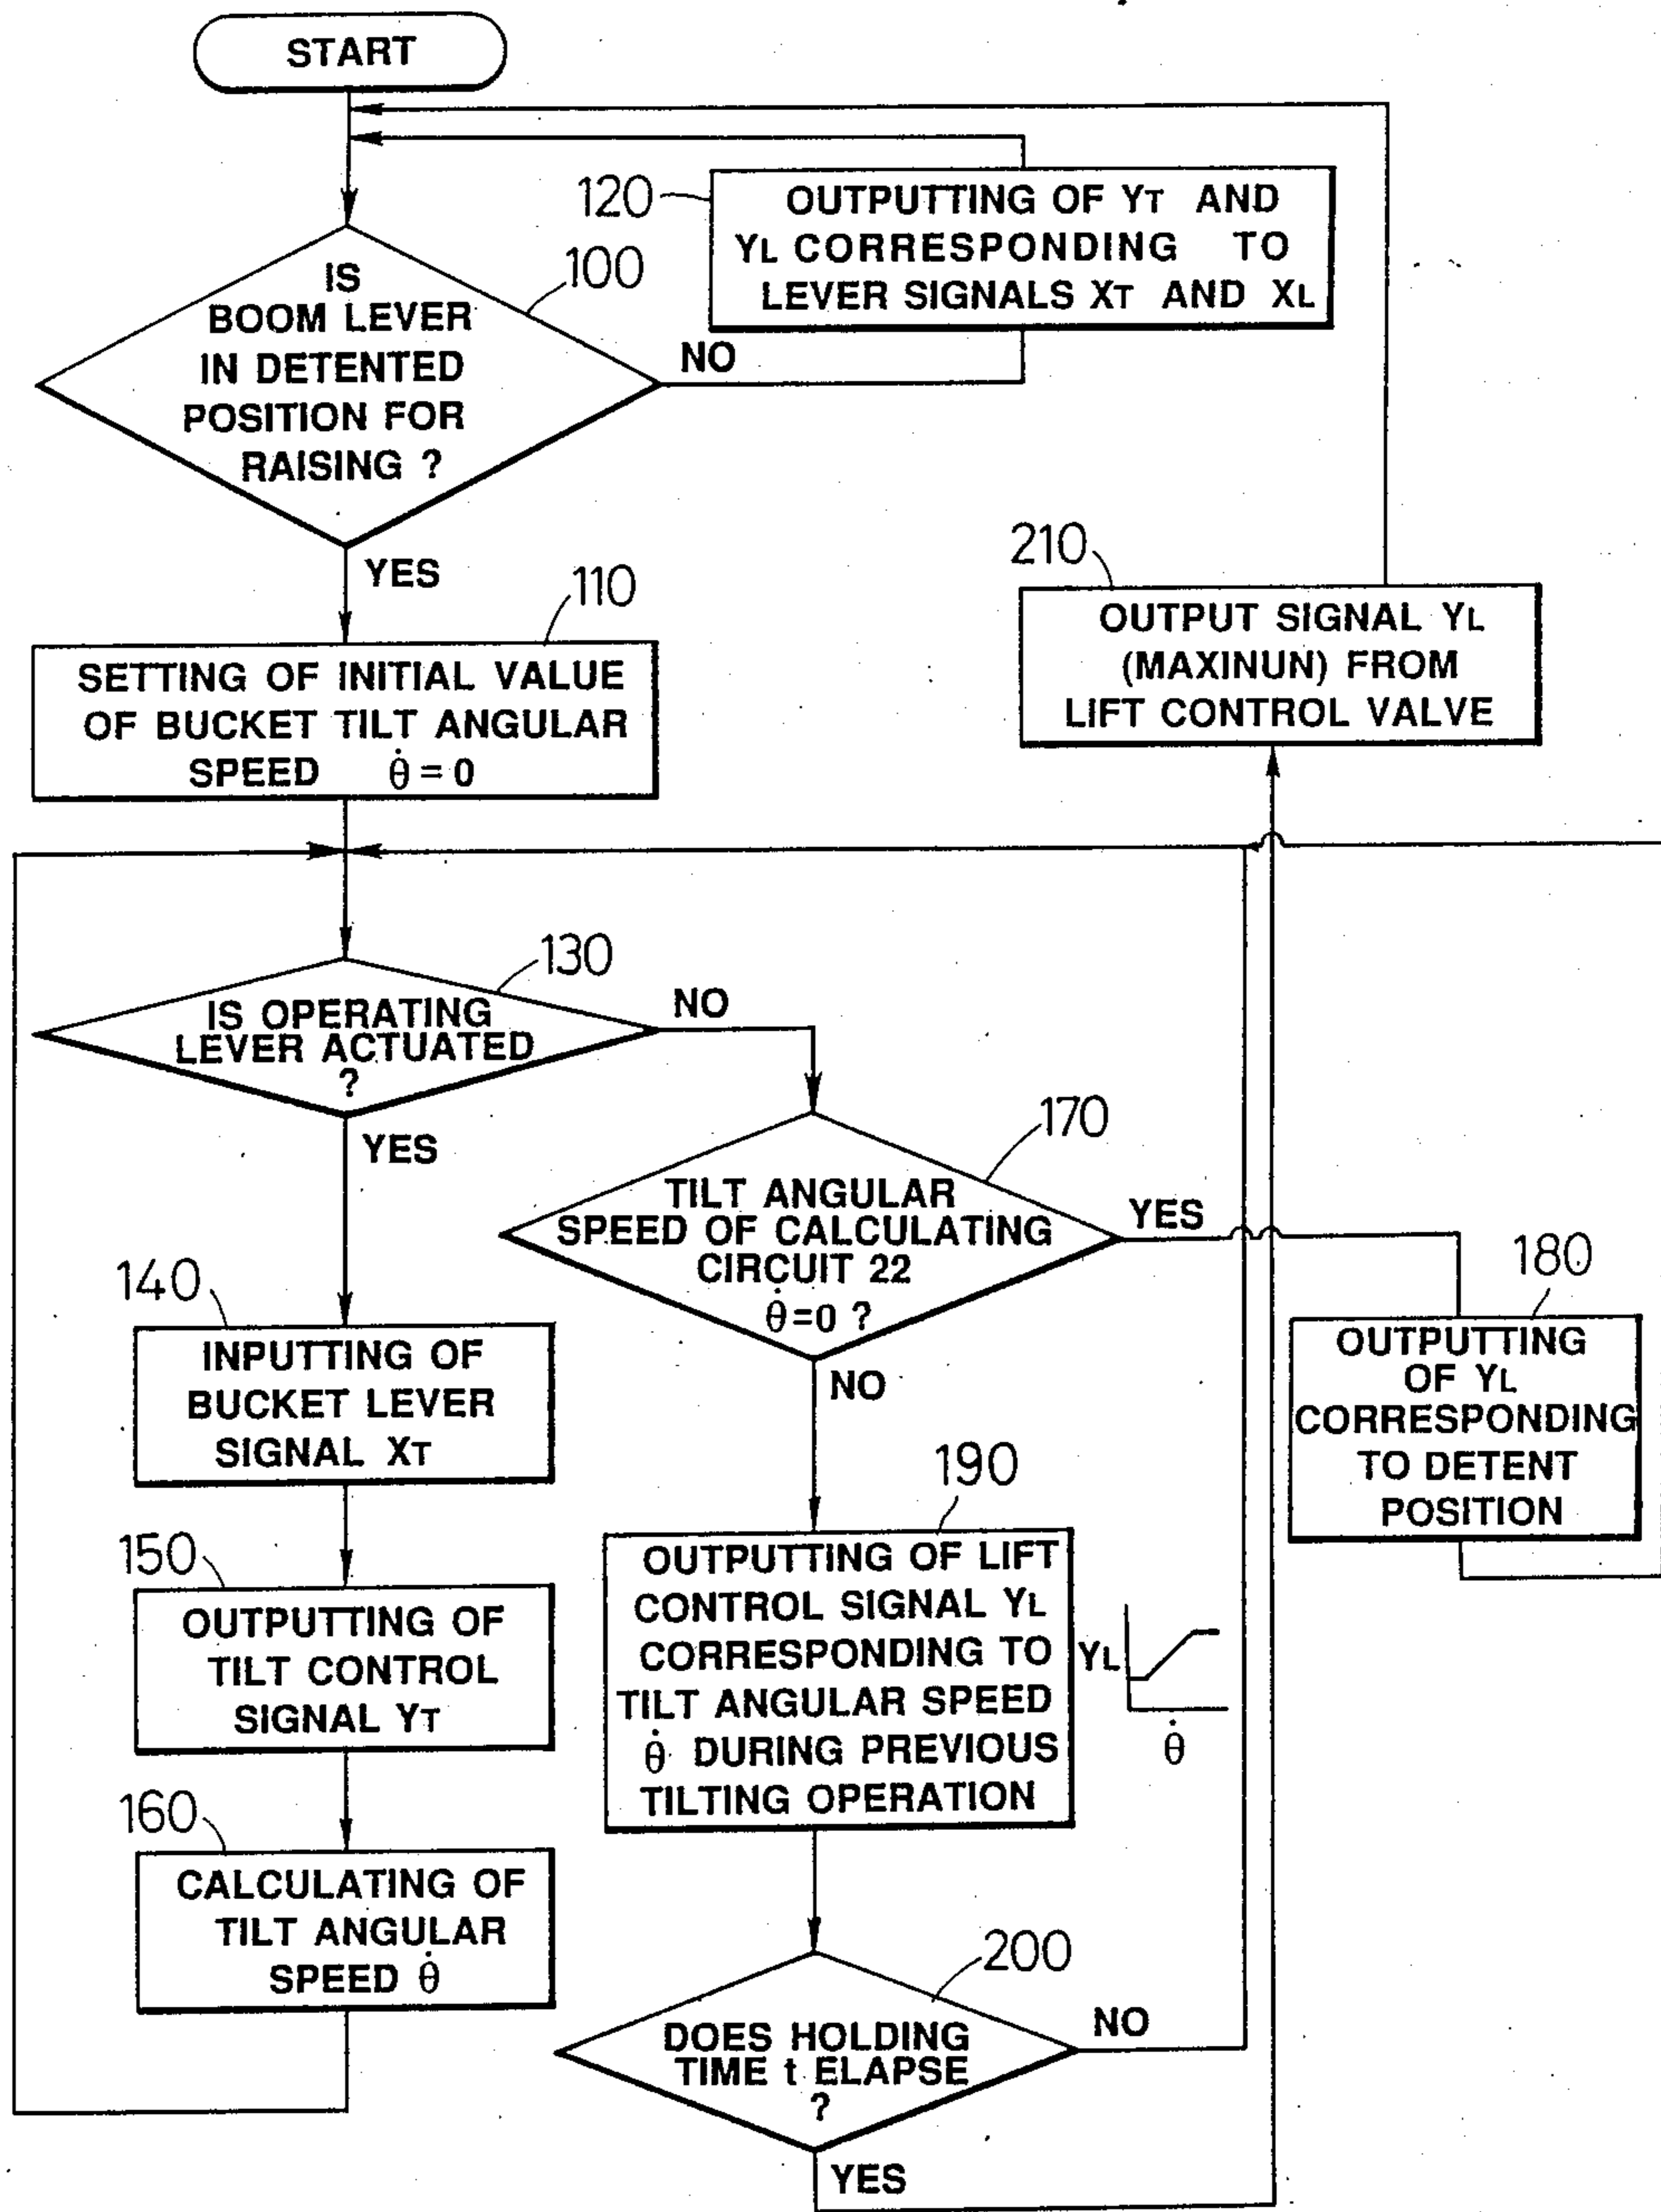 START
120
OUTPUTTING OF YT AND
YL CORRESPONDING TO
LEVER SIGNALS XT AND XL
100
IS
BOOM LEVER
IN DETENTED
POSITION FOR
RAISING ?
NO
YES
110
SETTING OF INITIAL VALUE
OF BUCKET TILT ANGULAR
SPEED θ̇ = 0
210
OUTPUT SIGNAL YL
(MAXINUN) FROM
LIFT CONTROL VALVE
130
IS OPERATING
LEVER ACTUATED
?
NO
YES
170
TILT ANGULAR
SPEED OF CALCULATING
CIRCUIT 22
θ̇=0 ?
YES
NO
180
OUTPUTTING
OF YL
CORRESPONDING
TO DETENT
POSITION
140
INPUTTING OF
BUCKET LEVER
SIGNAL XT
150
OUTPUTTING OF
TILT CONTROL
SIGNAL YT
160
CALCULATING OF
TILT ANGULAR
SPEED θ̇
190
OUTPUTTING OF LIFT
CONTROL SIGNAL YL
CORRESPONDING TO
TILT ANGULAR SPEED
θ̇ DURING PREVIOUS
TILTING OPERATION
YL
θ̇
200
DOES HOLDING
TIME t ELAPSE
?
NO
YES